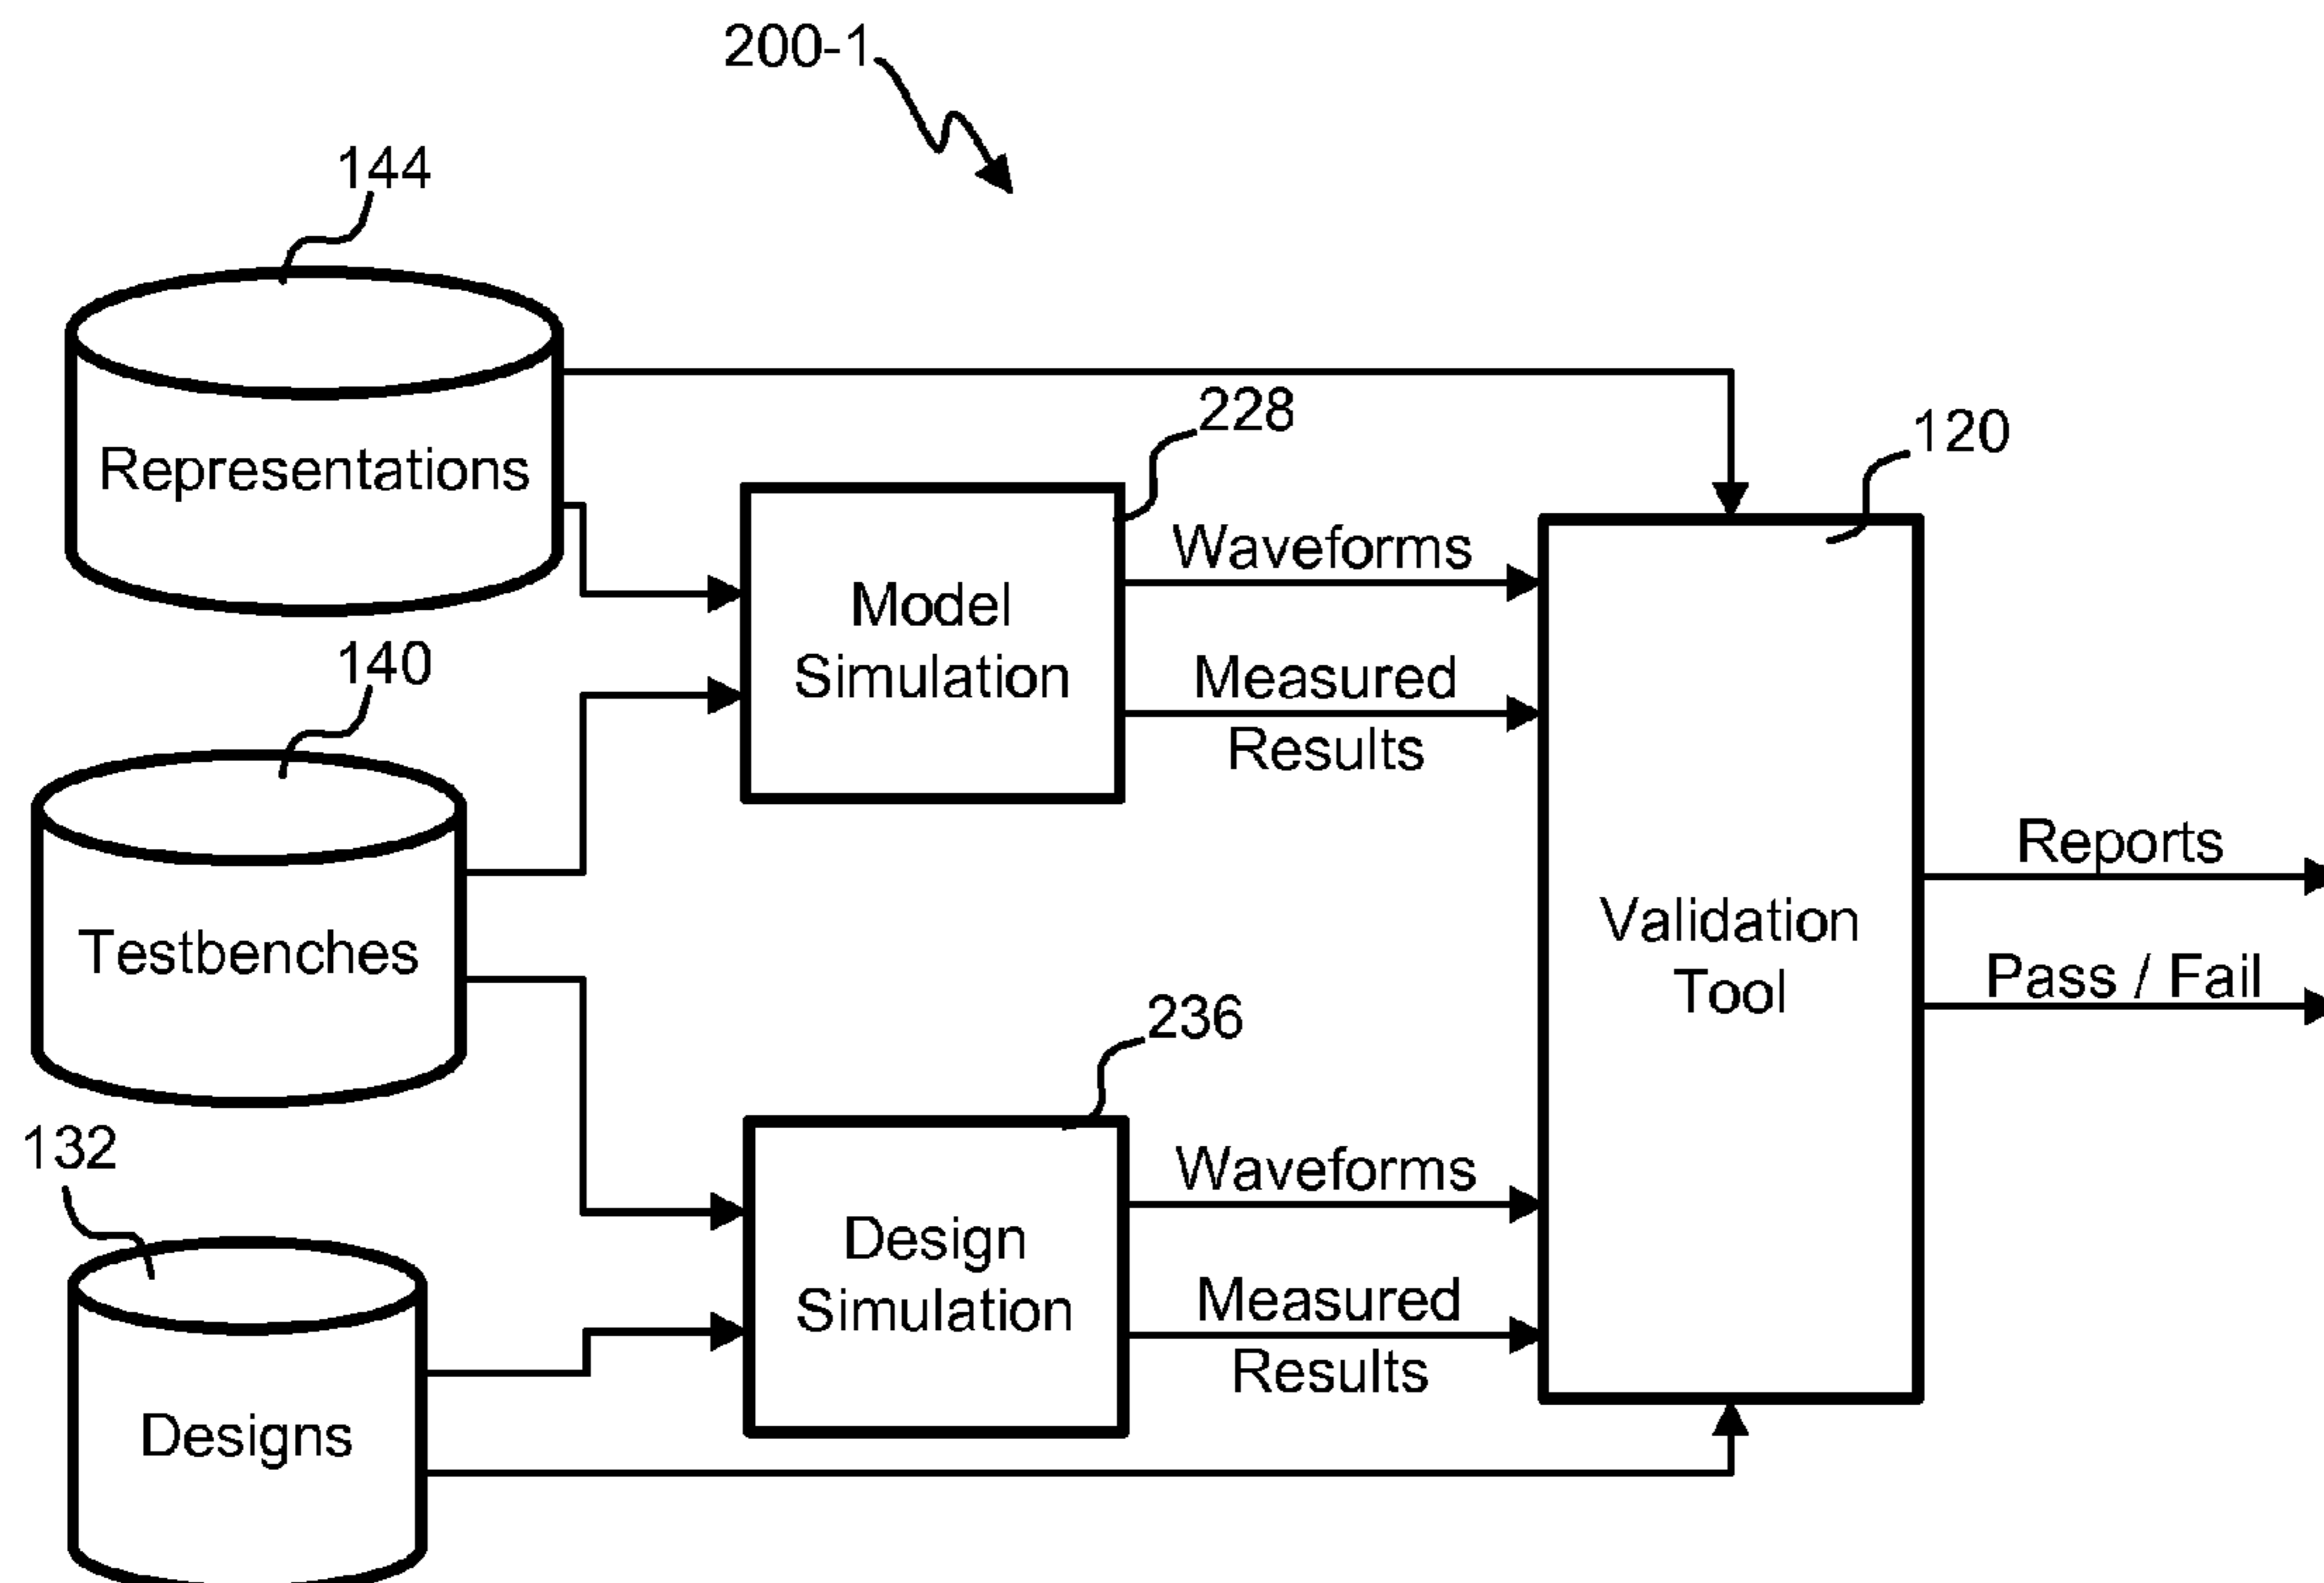 200-1
144
Representations
228
120
Waveforms
Model
Simulation
Measured
Results
140
Testbenches
Reports
Validation
Tool
Pass / Fail
236
132
Waveforms
Design
Simulation
Measured
Results
Designs